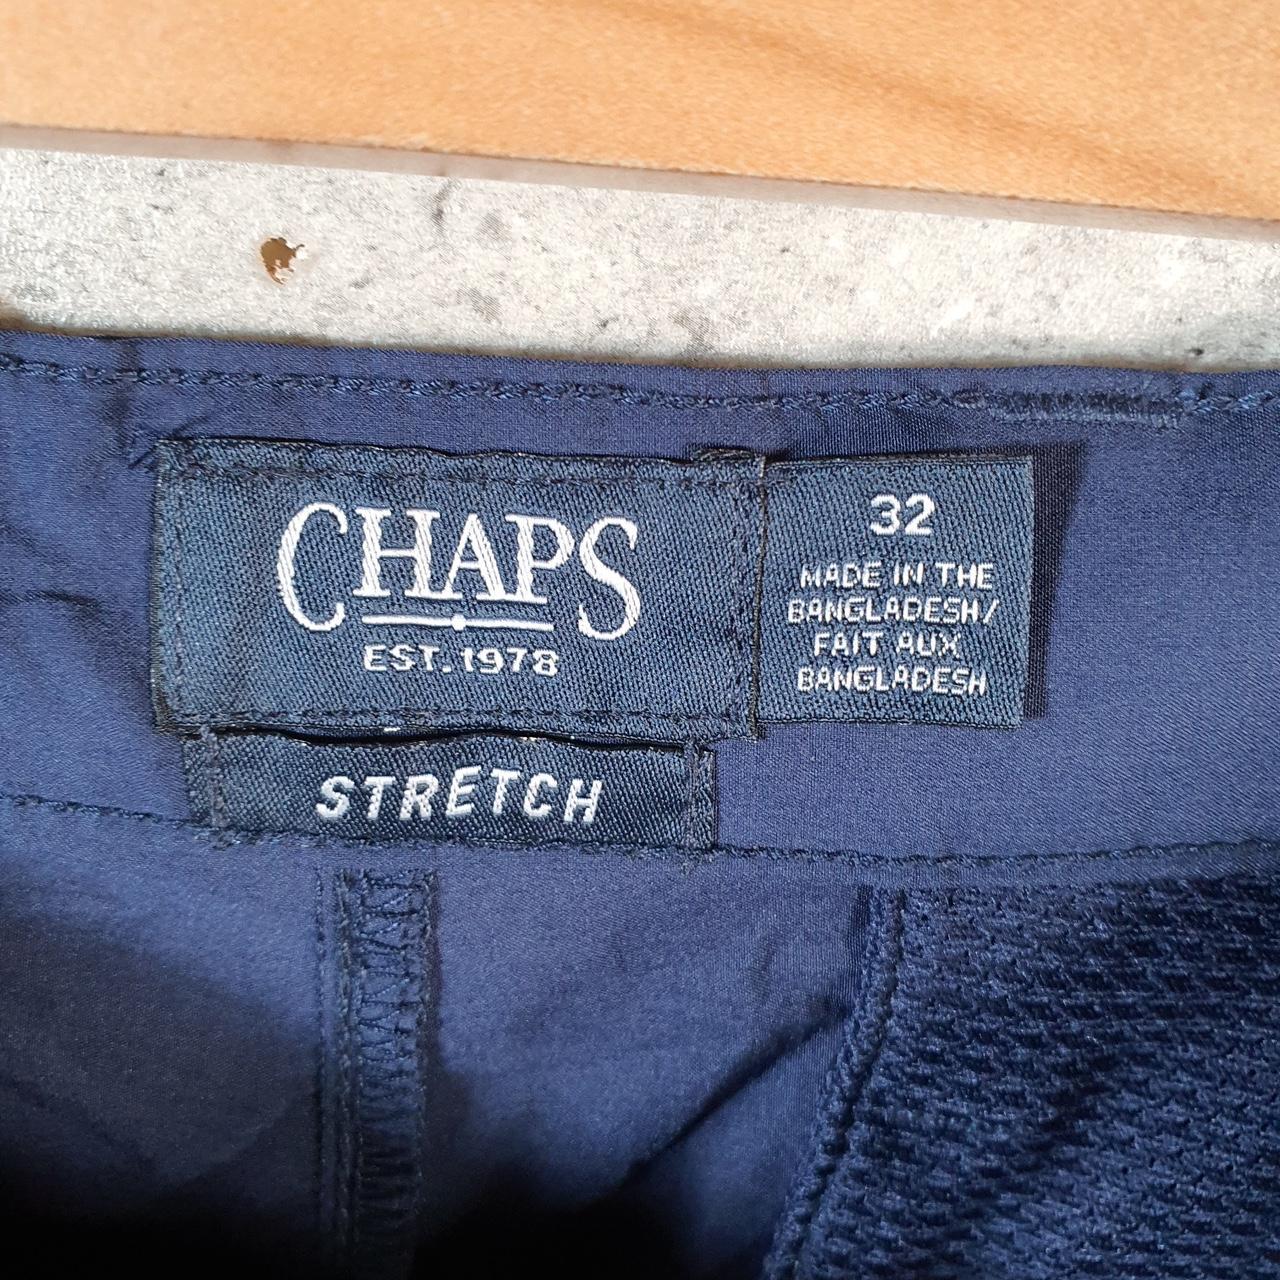 CHAPS
EST. 1978
STRETCH
32
MADE IN THE
BANGLADESH/
FAIT AUX
BANGLADESH